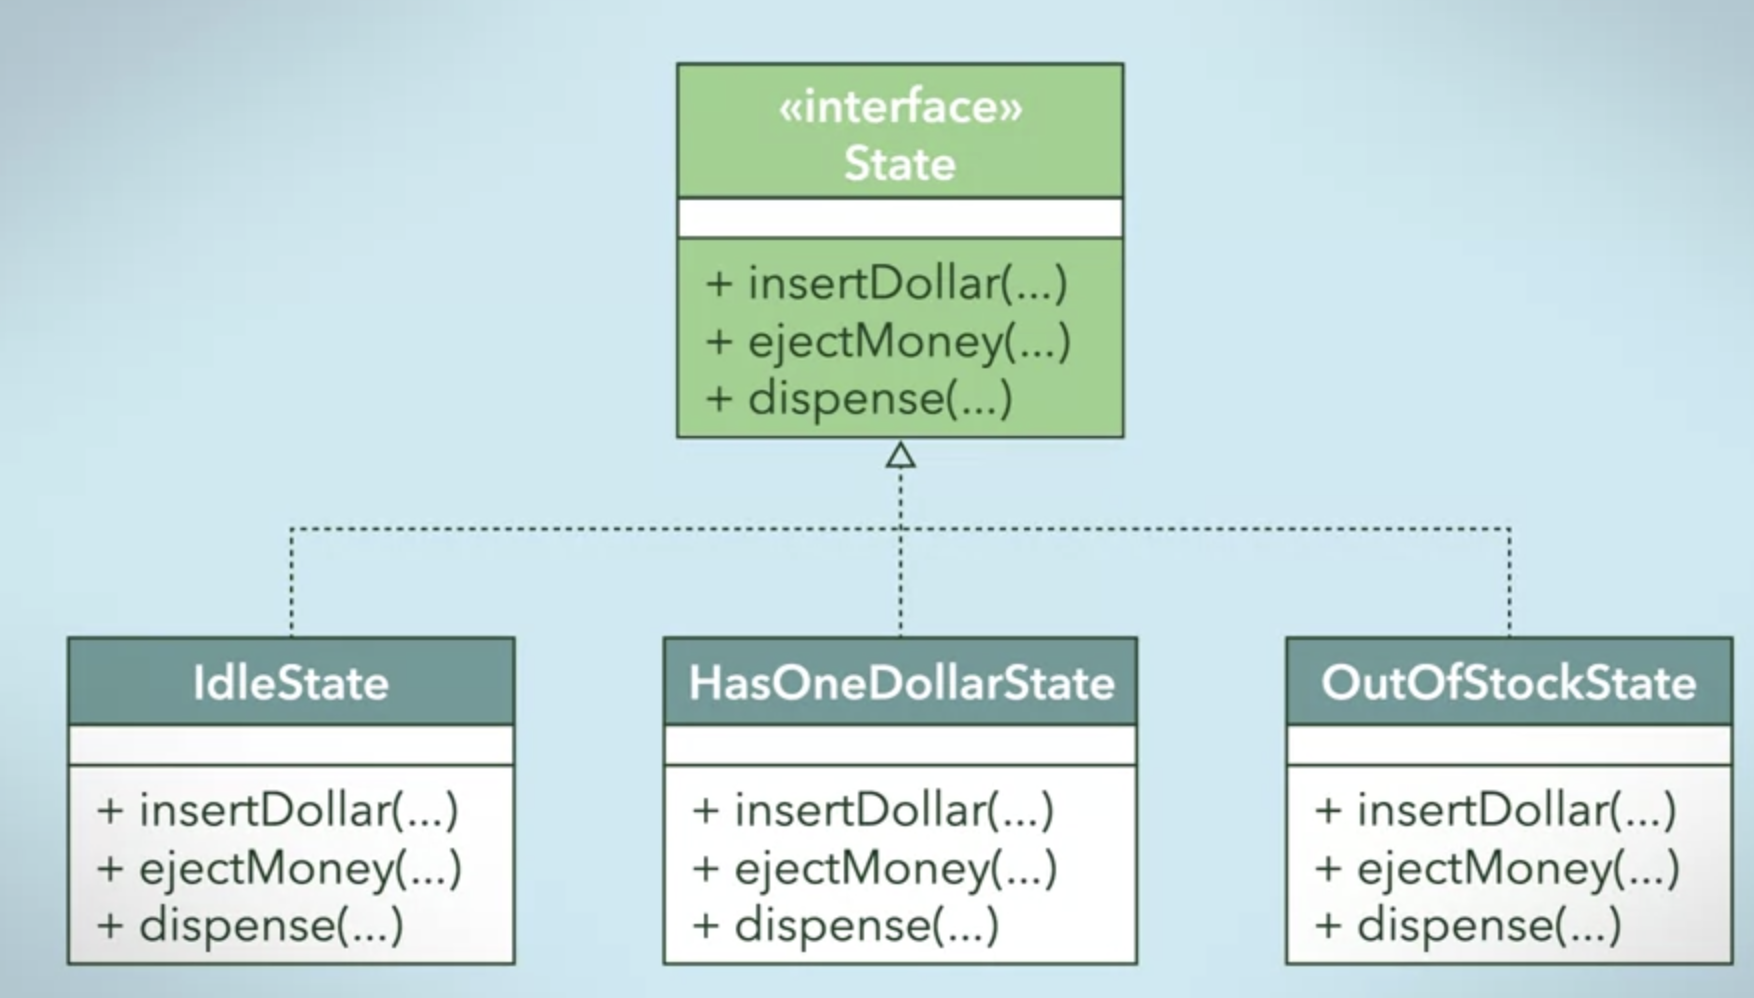 «interface»
State
+ insertDollar(...)
+ ejectMoney(...)
+ dispense(...)
IdleState
+ insertDollar(...)
+ ejectMoney(...)
+ dispense(...)
HasOneDollarState
+ insertDollar(...)
+ ejectMoney(...)
+ dispense(...)
OutOfStockState
+ insertDollar(...)
+ ejectMoney(...)
+ dispense(...)